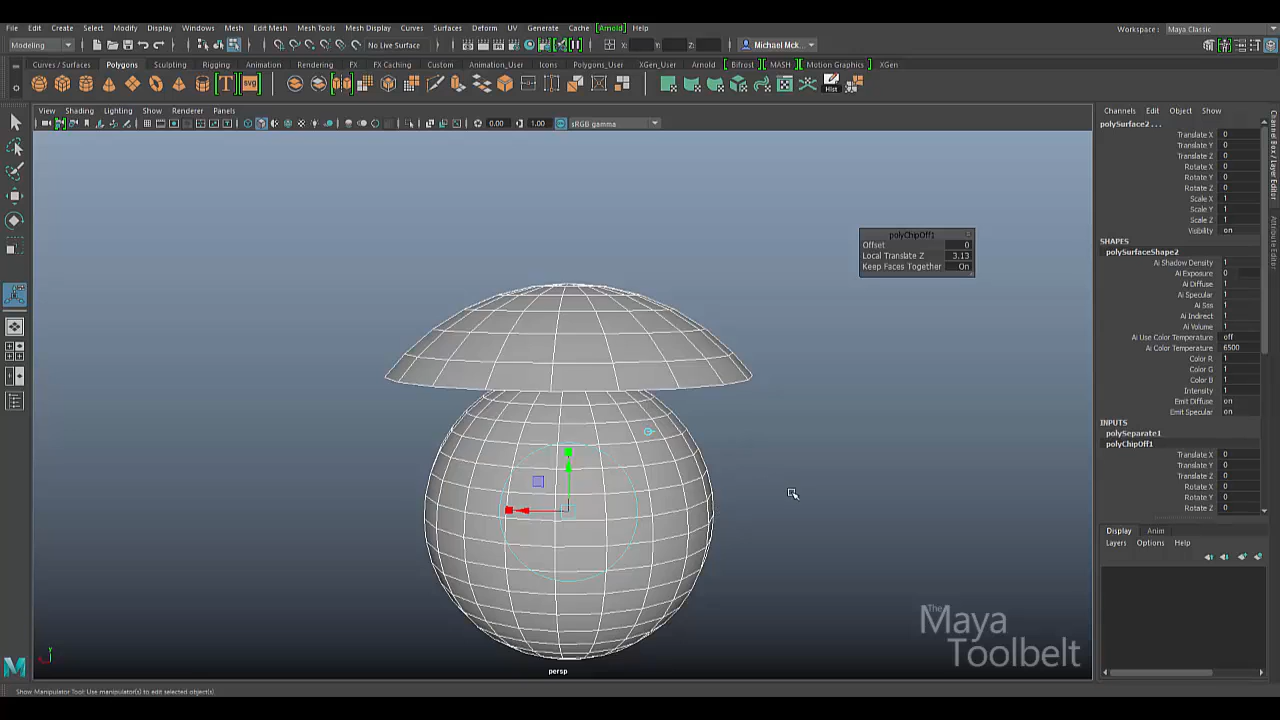 File Edit Create Select Modify Display Windows Mesh Edit Mesh Mesh Tools Mesh Display Curves Surfaces Deform UV Generate Cache [Arnold] Help
Workspace : Maya Classic
Modeling No Live Surface X: Y: Z: Michael Mck...
Curves / Surfaces Polygons Sculpting Rigging Animation Rendering FX FX Caching Custom Animation_User Icons Polygons_User XGen_User Arnold Bifrost MASH Motion Graphics XGen
T SVG Hist
View Shading Lighting Show Renderer Panels
0.00 1.00 sRGB gamma
polyChipOff1
Offset 0
Local Translate Z 3.13
Keep Faces Together On
persp
The Maya
Toolbelt
Channels Edit Object Show
polySurface2 . . .
Translate X 0
Translate Y 0
Translate Z 0
Rotate X 0
Rotate Y 0
Rotate Z 0
Scale X 1
Scale Y 1
Scale Z 1
Visibility on
SHAPES
polySurfaceShape2
Ai Shadow Density 1
Ai Exposure 0
Ai Diffuse 1
Ai Specular 1
Ai Sss 1
Ai Indirect 1
Ai Volume 1
Ai Use Color Temperature off
Ai Color Temperature 6500
Color R 1
Color G 1
Color B 1
Intensity 1
Emit Diffuse on
Emit Specular on
INPUTS
polySeparate1
polyChipOff1
Translate X 0
Translate Y 0
Translate Z 0
Rotate X 0
Rotate Y 0
Rotate Z 0
Display Anim
Layers Options Help
Channel Box / Layer Editor
Attribute Editor
Show Manipulator Tool: Use manipulator(s) to edit selected object(s)